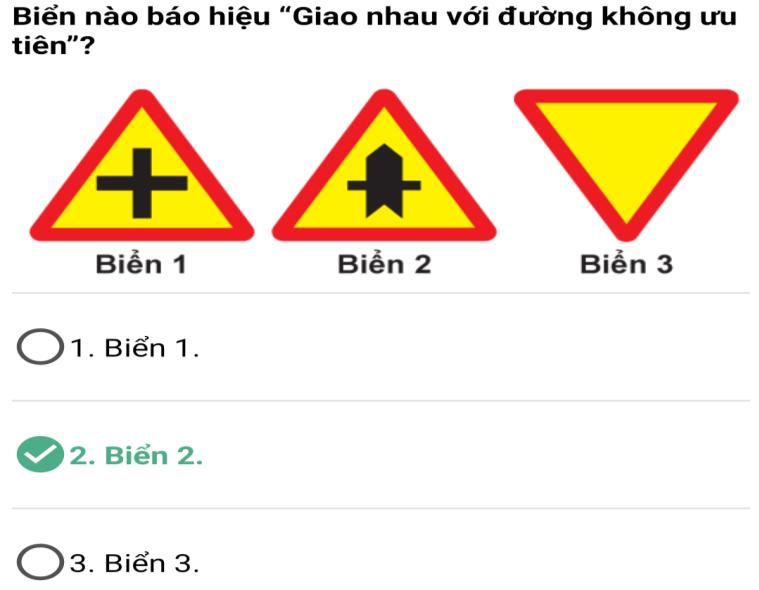 Biển nào báo hiệu “Giao nhau với đường không ưu
tiên”?
Biển 1 Biển 2 Biển 3
1. Biển 1.
2. Biển 2.
3. Biển 3.